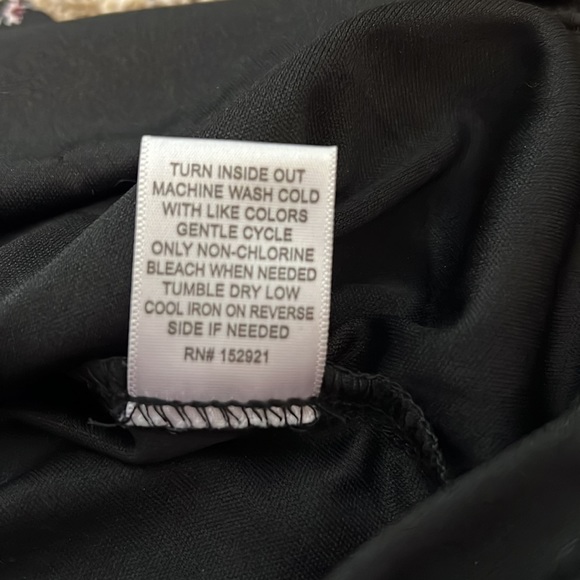 TURN INSIDE OUT
MACHINE WASH COLD
WITH LIKE COLORS
GENTLE CYCLE
ONLY NON-CHLORINE
BLEACH WHEN NEEDED
TUMBLE DRY LOW
COOL IRON ON REVERSE
SIDE IF NEEDED
RN# 152921